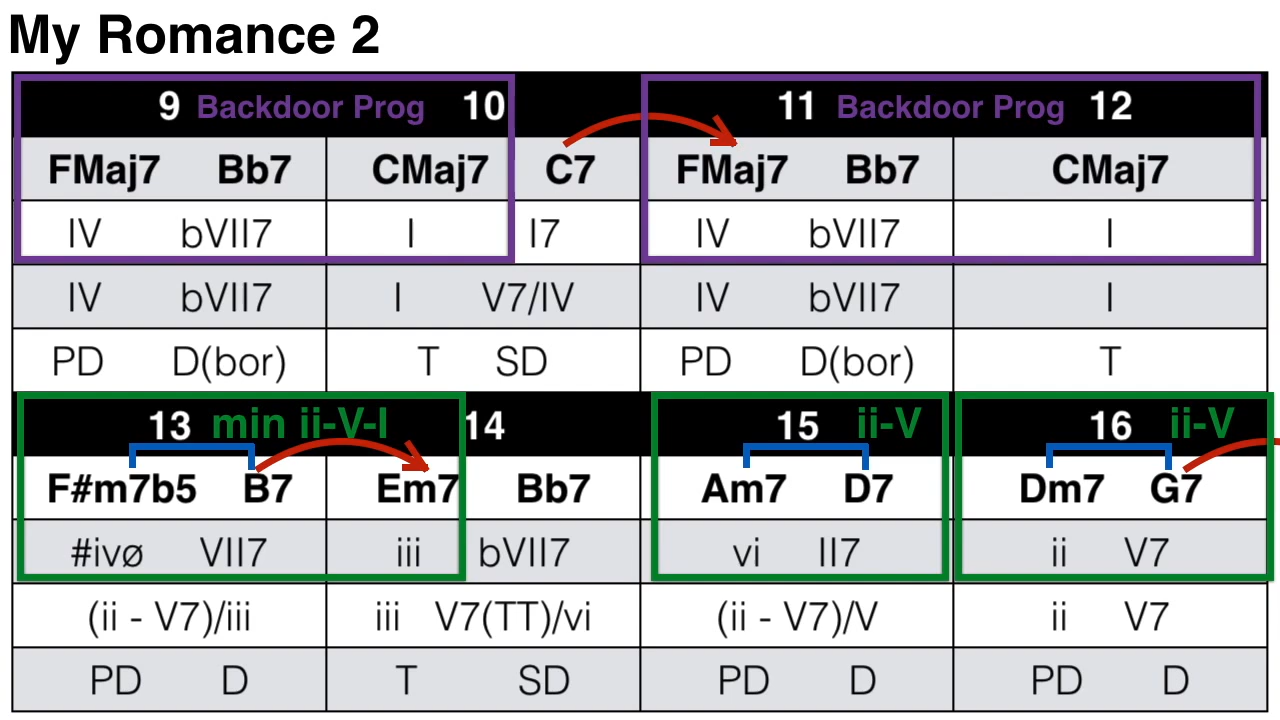 My Romance 2
9 Backdoor Prog 10 11 Backdoor Prog 12
FMaj7 Bb7 CMaj7 C7 FMaj7 Bb7 CMaj7
IV bVII7 I I7 IV bVII7 I
IV bVII7 I V7/IV IV bVII7 I
PD D(bor) T SD PD D(bor) T
13 min ii-V-I 14 15 ii-V 16 ii-V
F#m7b5 B7 Em7 Bb7 Am7 D7 Dm7 G7
#ivø VII7 iii bVII7 vi II7 ii V7
(ii - V7)/iii iii V7(TT)/vi (ii - V7)/V ii V7
PD D T SD PD D PD D